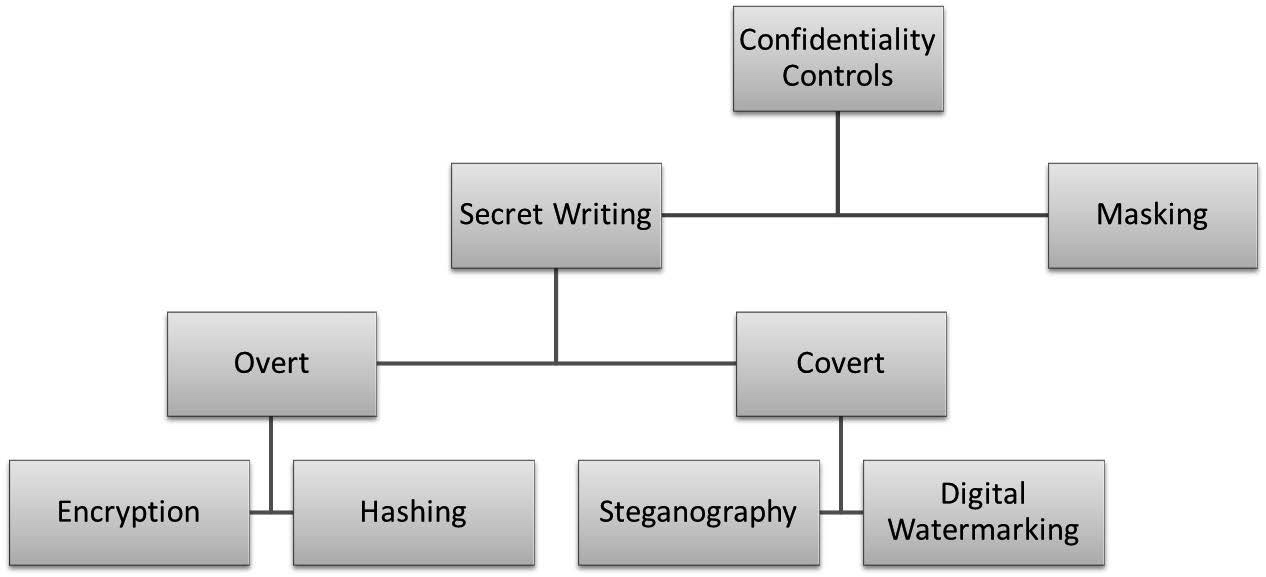 Confidentiality
Controls
Secret Writing
Masking
Overt
Covert
Encryption
Hashing
Steganography
Digital
Watermarking